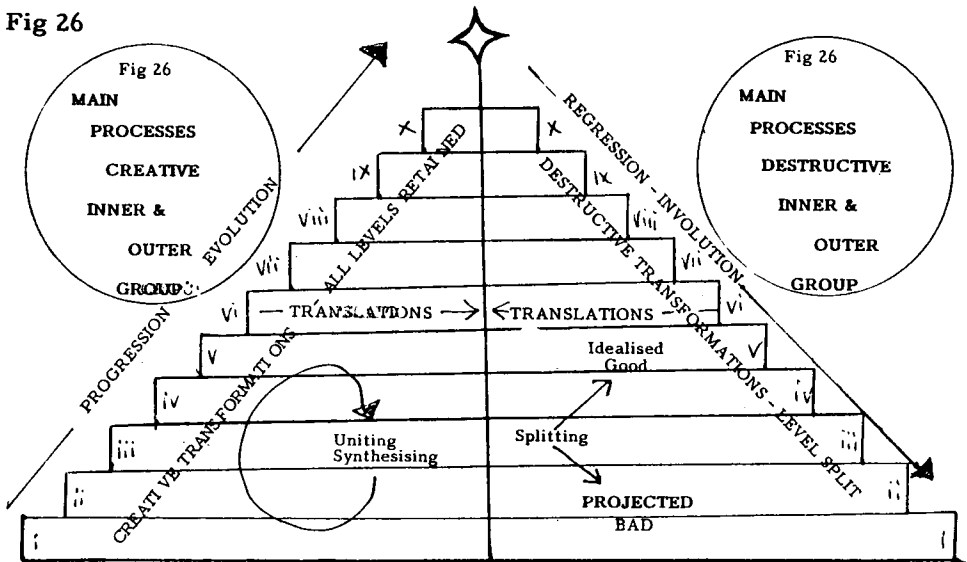 Fig 26
Fig 26
MAIN
PROCESSES
CREATIVE
INNER &
OUTER
GROUP
Fig 26
MAIN
PROCESSES
DESTRUCTIVE
INNER &
OUTER
GROUP
PROGRESSION EVOLUTION
CREATIVE TRANSFORMATIONS ALL LEVELS RETAINED
REGRESSION - INVOLUTION
DESTRUCTIVE TRANSFORMATIONS - LEVEL SPLIT
x
x
ix
ix
viii
viii
vii
vii
vi
TRANSLATIONS
TRANSLATIONS
vi
v
v
Idealised
Good
iv
iv
iii
iii
Uniting
Synthesising
Splitting
ii
ii
PROJECTED
BAD
i
i